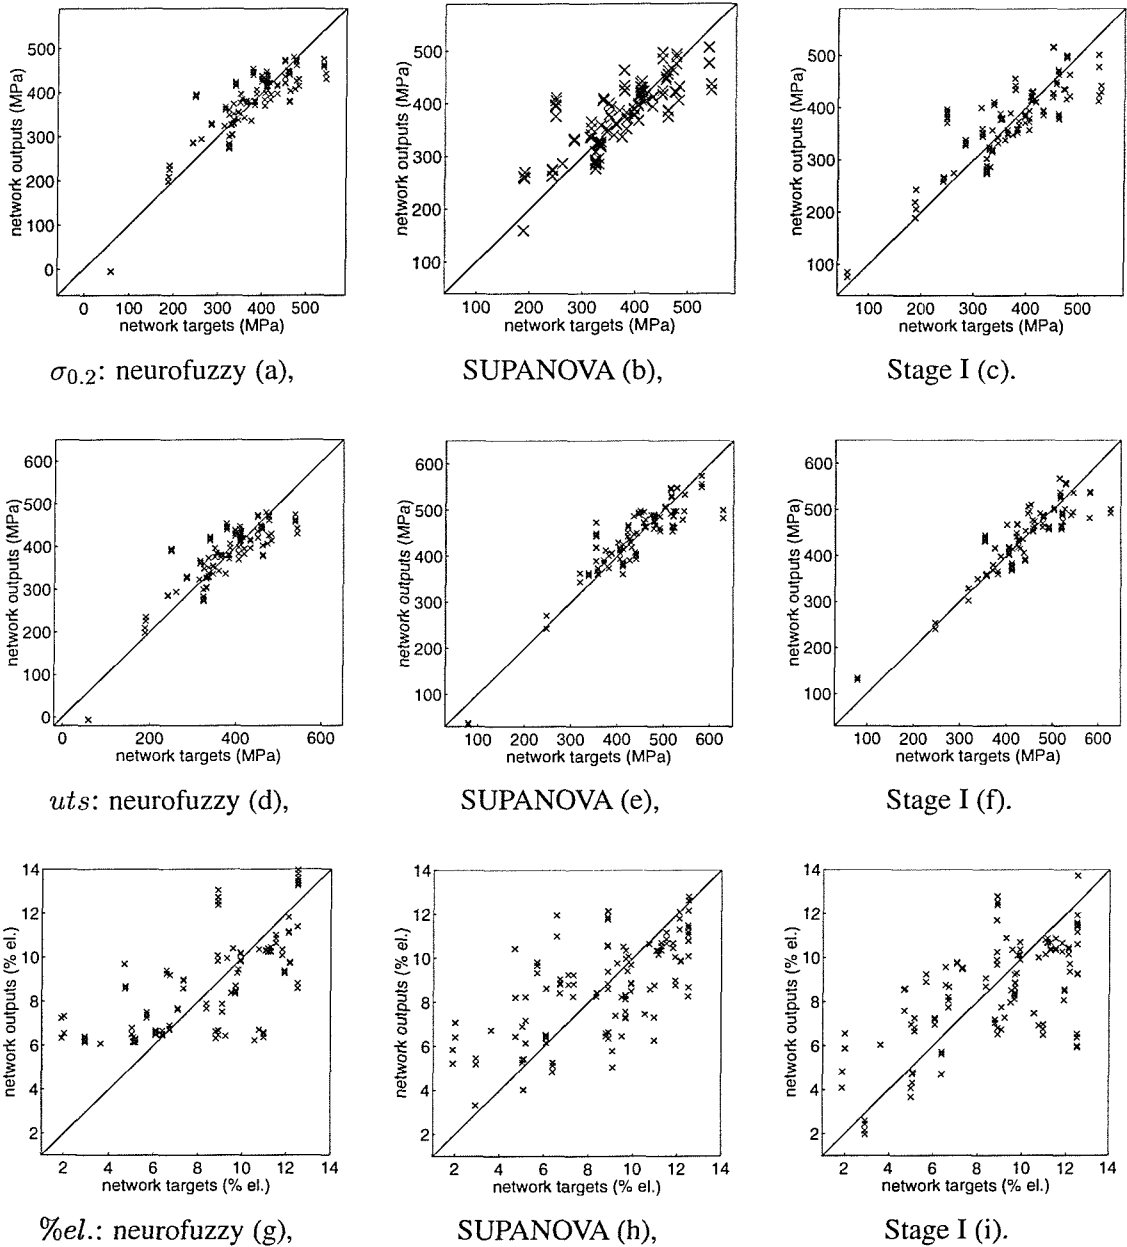 network outputs (MPa)
500
400
300
200
100
0
0 100 200 300 400 500
network targets (MPa)
σ0.2: neurofuzzy (a),
network outputs (MPa)
500
400
300
200
100
100 200 300 400 500
network targets (MPa)
SUPANOVA (b),
network outputs (MPa)
500
400
300
200
100
100 200 300 400 500
network targets (MPa)
Stage I (c).
network outputs (MPa)
600
500
400
300
200
100
0
0 200 400 600
network targets (MPa)
uts: neurofuzzy (d),
network outputs (MPa)
600
500
400
300
200
100
100 200 300 400 500 600
network targets (MPa)
SUPANOVA (e),
network outputs (MPa)
600
500
400
300
200
100
100 200 300 400 500 600
network targets (MPa)
Stage I (f).
network outputs (% el.)
14
12
10
8
6
4
2
2 4 6 8 10 12 14
network targets (% el.)
%el.: neurofuzzy (g),
network outputs (% el.)
14
12
10
8
6
4
2
2 4 6 8 10 12 14
network targets (% el.)
SUPANOVA (h),
network outputs (% el.)
14
12
10
8
6
4
2
2 4 6 8 10 12 14
network targets (% el.)
Stage I (i).